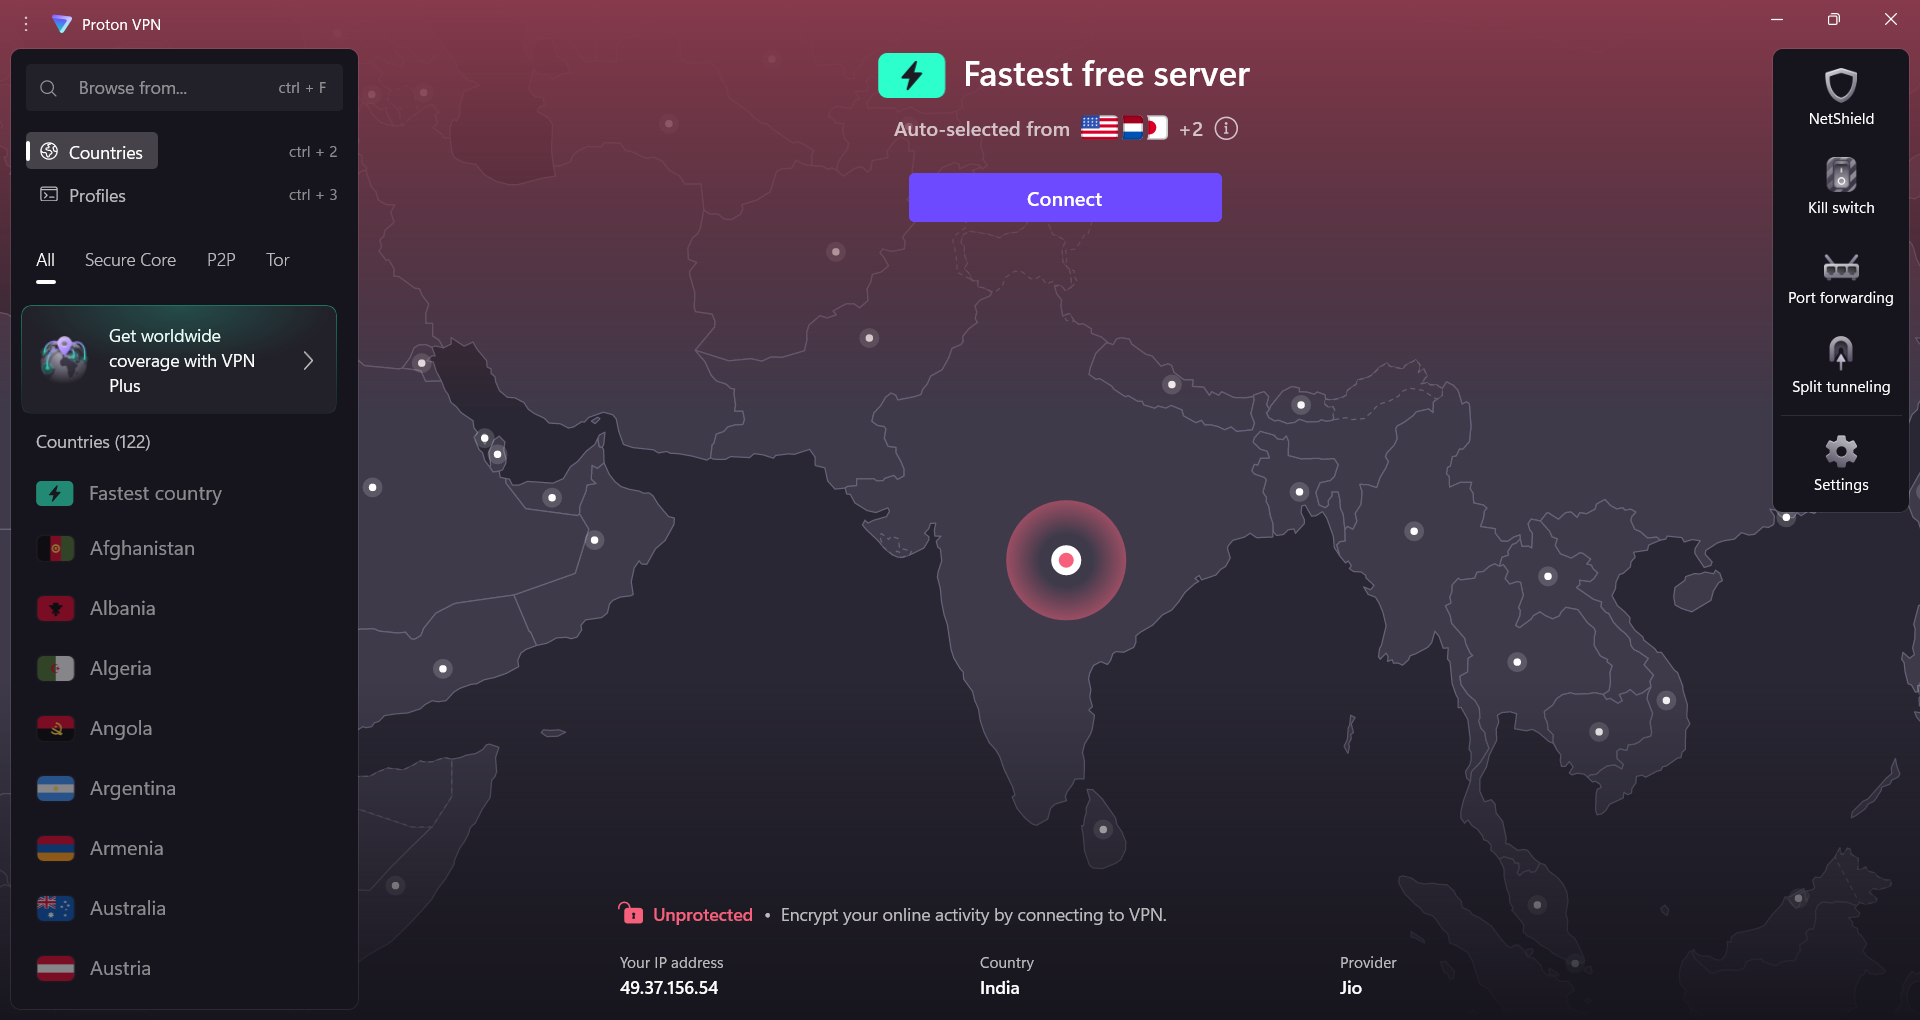 Proton VPN
Browse from...
ctrl + F
Countries
ctrl + 2
Profiles
ctrl + 3
All
Secure Core
P2P
Tor
Get worldwide
coverage with VPN
Plus
Countries (122)
Fastest country
Afghanistan
Albania
Algeria
Angola
Argentina
Armenia
Australia
Austria
Fastest free server
Auto-selected from
+2
Connect
Unprotected • Encrypt your online activity by connecting to VPN.
Your IP address
49.37.156.54
Country
India
Provider
Jio
NetShield
Kill switch
Port forwarding
Split tunneling
Settings